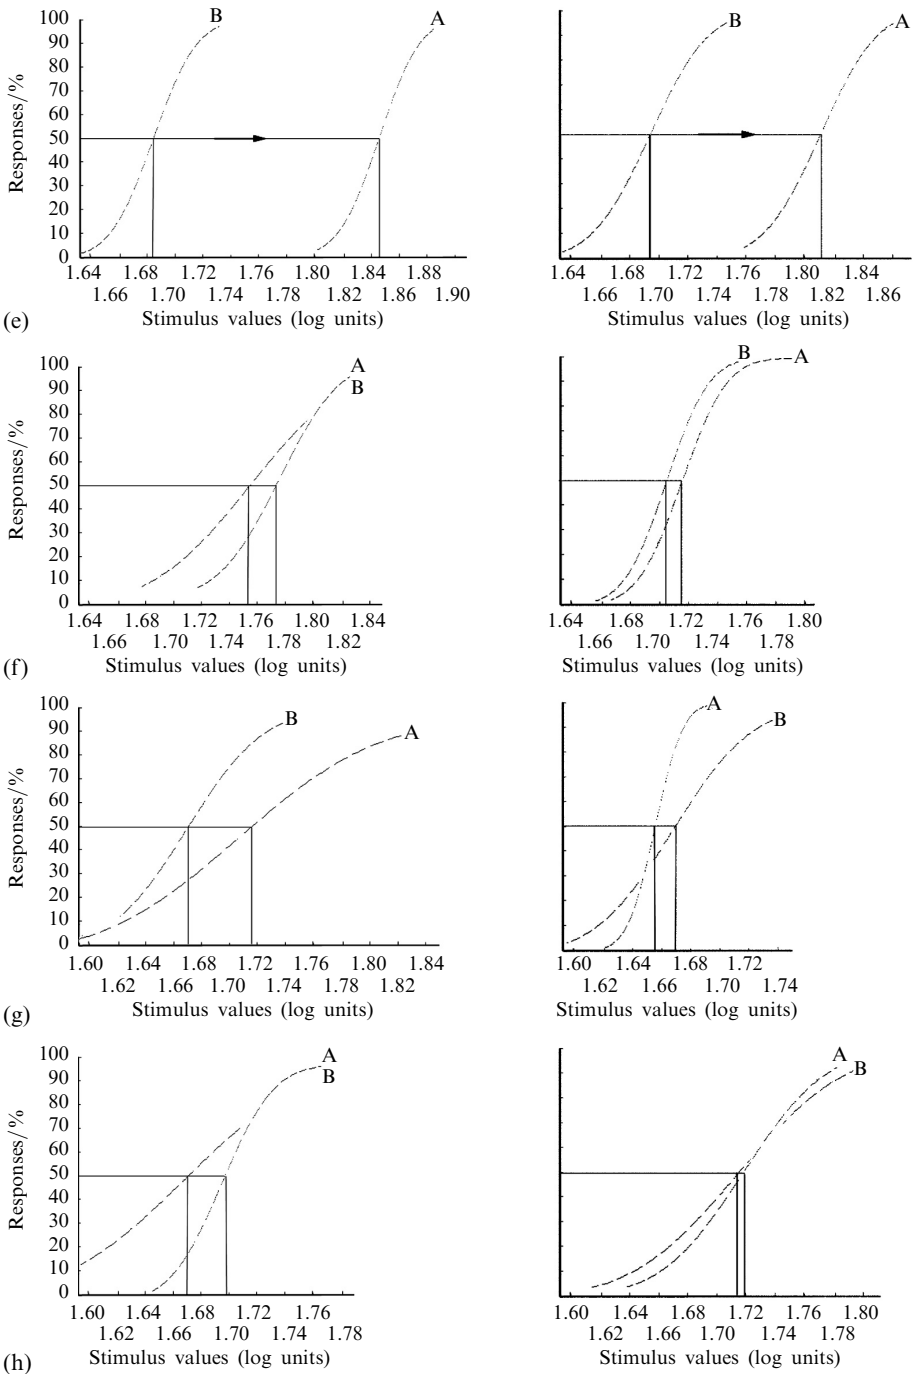 B A
100
90
80
70
60
50
40
30
20
10
0
Responses/%
1.64 1.68 1.72 1.76 1.80 1.84 1.88
1.66 1.70 1.74 1.78 1.82 1.86 1.90
Stimulus values (log units)
(e)
B A
1.64 1.68 1.72 1.76 1.80 1.84
1.66 1.70 1.74 1.78 1.82 1.86
Stimulus values (log units)
A
B
100
90
80
70
60
50
40
30
20
10
0
Responses/%
1.64 1.68 1.72 1.76 1.80 1.84
1.66 1.70 1.74 1.78 1.82
Stimulus values (log units)
(f)
B A
1.64 1.68 1.72 1.76 1.80
1.66 1.70 1.74 1.78
Stimulus values (log units)
B
A
100
90
80
70
60
50
40
30
20
10
0
Responses/%
1.60 1.64 1.68 1.72 1.76 1.80 1.84
1.62 1.66 1.70 1.74 1.78 1.82
Stimulus values (log units)
(g)
A
B
1.60 1.64 1.68 1.72
1.62 1.66 1.70 1.74
Stimulus values (log units)
A
B
100
90
80
70
60
50
40
30
20
10
0
Responses/%
1.60 1.64 1.68 1.72 1.76
1.62 1.66 1.70 1.74 1.78
Stimulus values (log units)
(h)
A
B
1.60 1.64 1.68 1.72 1.76 1.80
1.62 1.66 1.70 1.74 1.78
Stimulus values (log units)